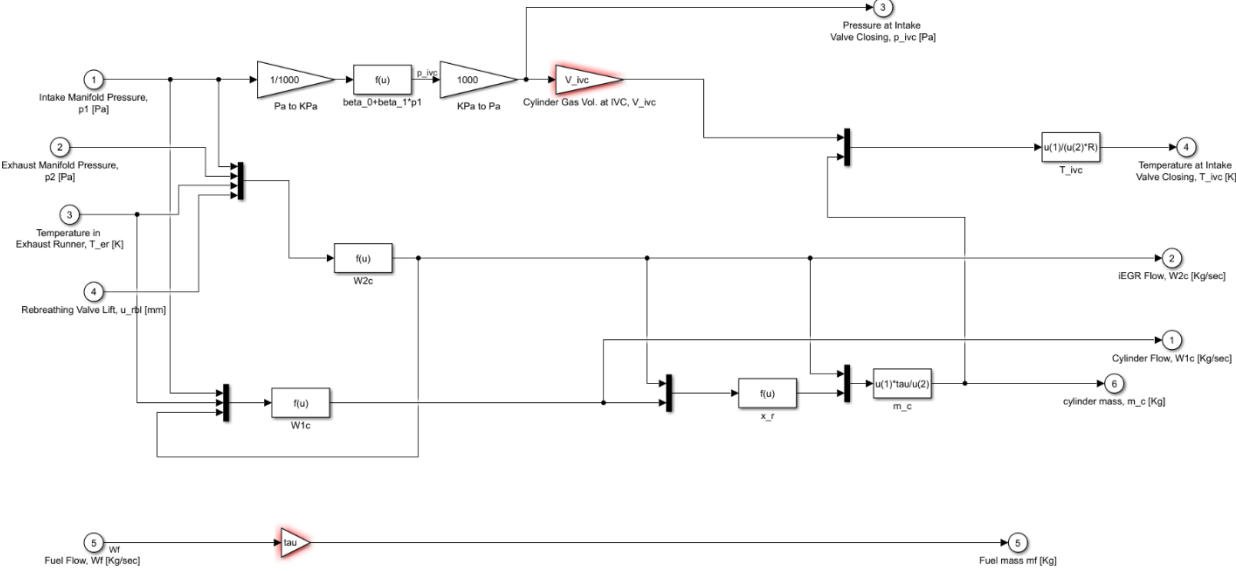 3
Pressure at Intake
Valve Closing, p_ivc [Pa]
1
Intake Manifold Pressure,
p1 [Pa]
1/1000
Pa to KPa
f(u)
beta_0+beta_1*p1
p_ivc
1000
KPa to Pa
V_ivc
Cylinder Gas Vol. at IVC, V_ivc
2
Exhaust Manifold Pressure,
p2 [Pa]
u(1)/(u(2)*R)
T_ivc
4
Temperature at Intake
Valve Closing, T_ivc [K]
3
Temperature in
Exhaust Runner, T_er [K]
f(u)
W2c
2
iEGR Flow, W2c [Kg/sec]
4
Rebreathing Valve Lift, u_rbl [mm]
1
Cylinder Flow, W1c [Kg/sec]
f(u)
W1c
f(u)
x_r
u(1)*tau/u(2)
m_c
6
cylinder mass, m_c [Kg]
5
Wf
Fuel Flow, Wf [Kg/sec]
tau
5
Fuel mass mf [Kg]